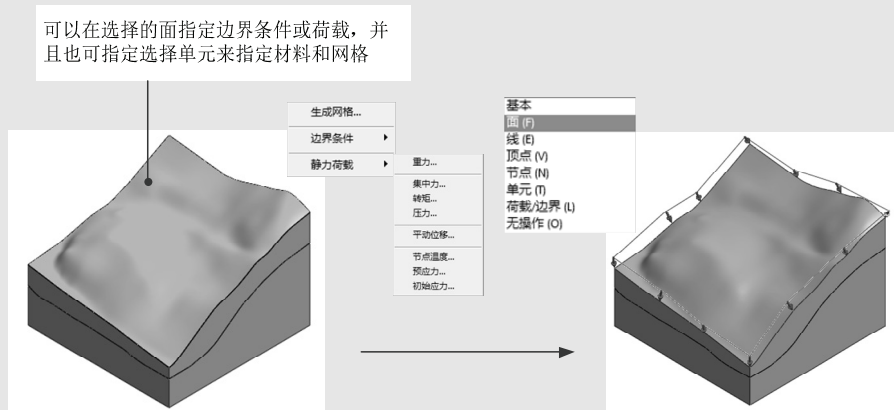 可以在选择的面指定边界条件或荷载，并
且也可指定选择单元来指定材料和网格
生成网格...
边界条件
静力荷载
重力...
集中力...
转矩...
压力...
平动位移...
节点温度...
预应力...
初始应力...
基本
面 (F)
线 (E)
顶点 (V)
节点 (N)
单元 (T)
荷载/边界 (L)
无操作 (O)